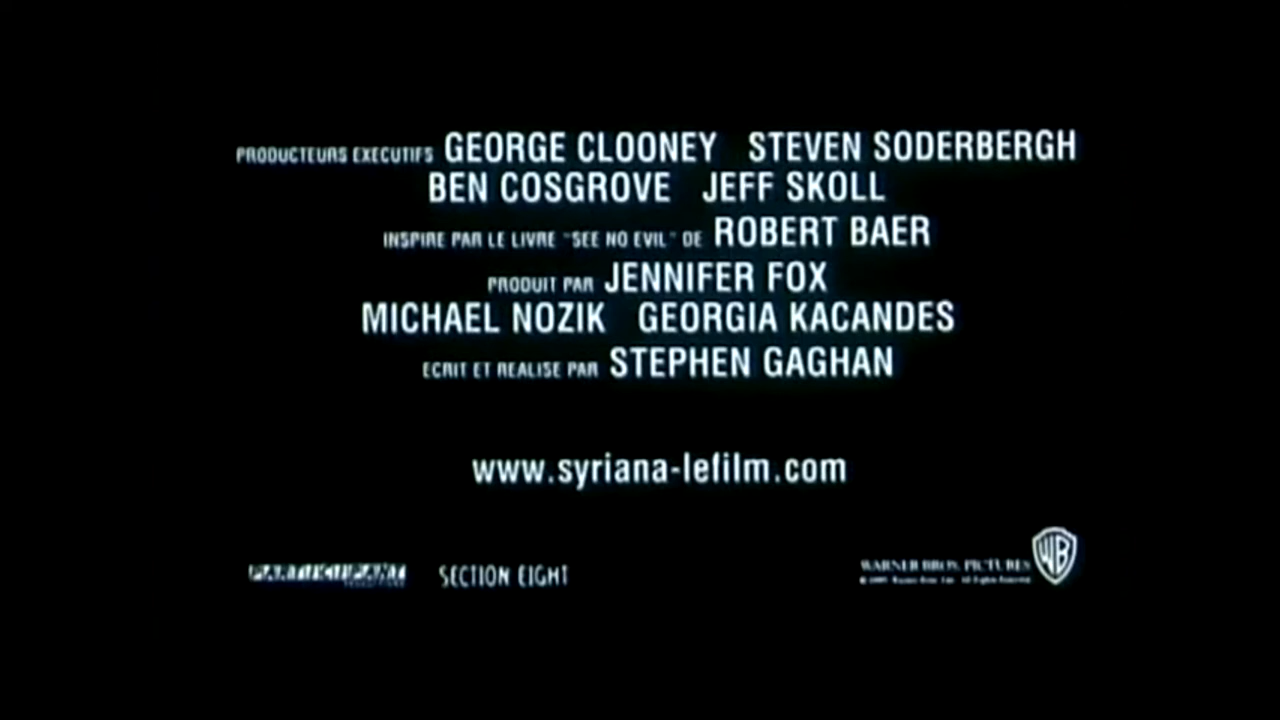 PRODUCTEURS EXECUTIFS GEORGE CLOONEY STEVEN SODERBERGH
BEN COSGROVE JEFF SKOLL
INSPIRE PAR LE LIVRE "SEE NO EVIL" DE ROBERT BAER
PRODUIT PAR JENNIFER FOX
MICHAEL NOZIK GEORGIA KACANDES
ECRIT ET REALISE PAR STEPHEN GAGHAN
www.syriana-lefilm.com
PARTICIPANT
SECTION EIGHT
WB
WARNER BROS. PICTURES